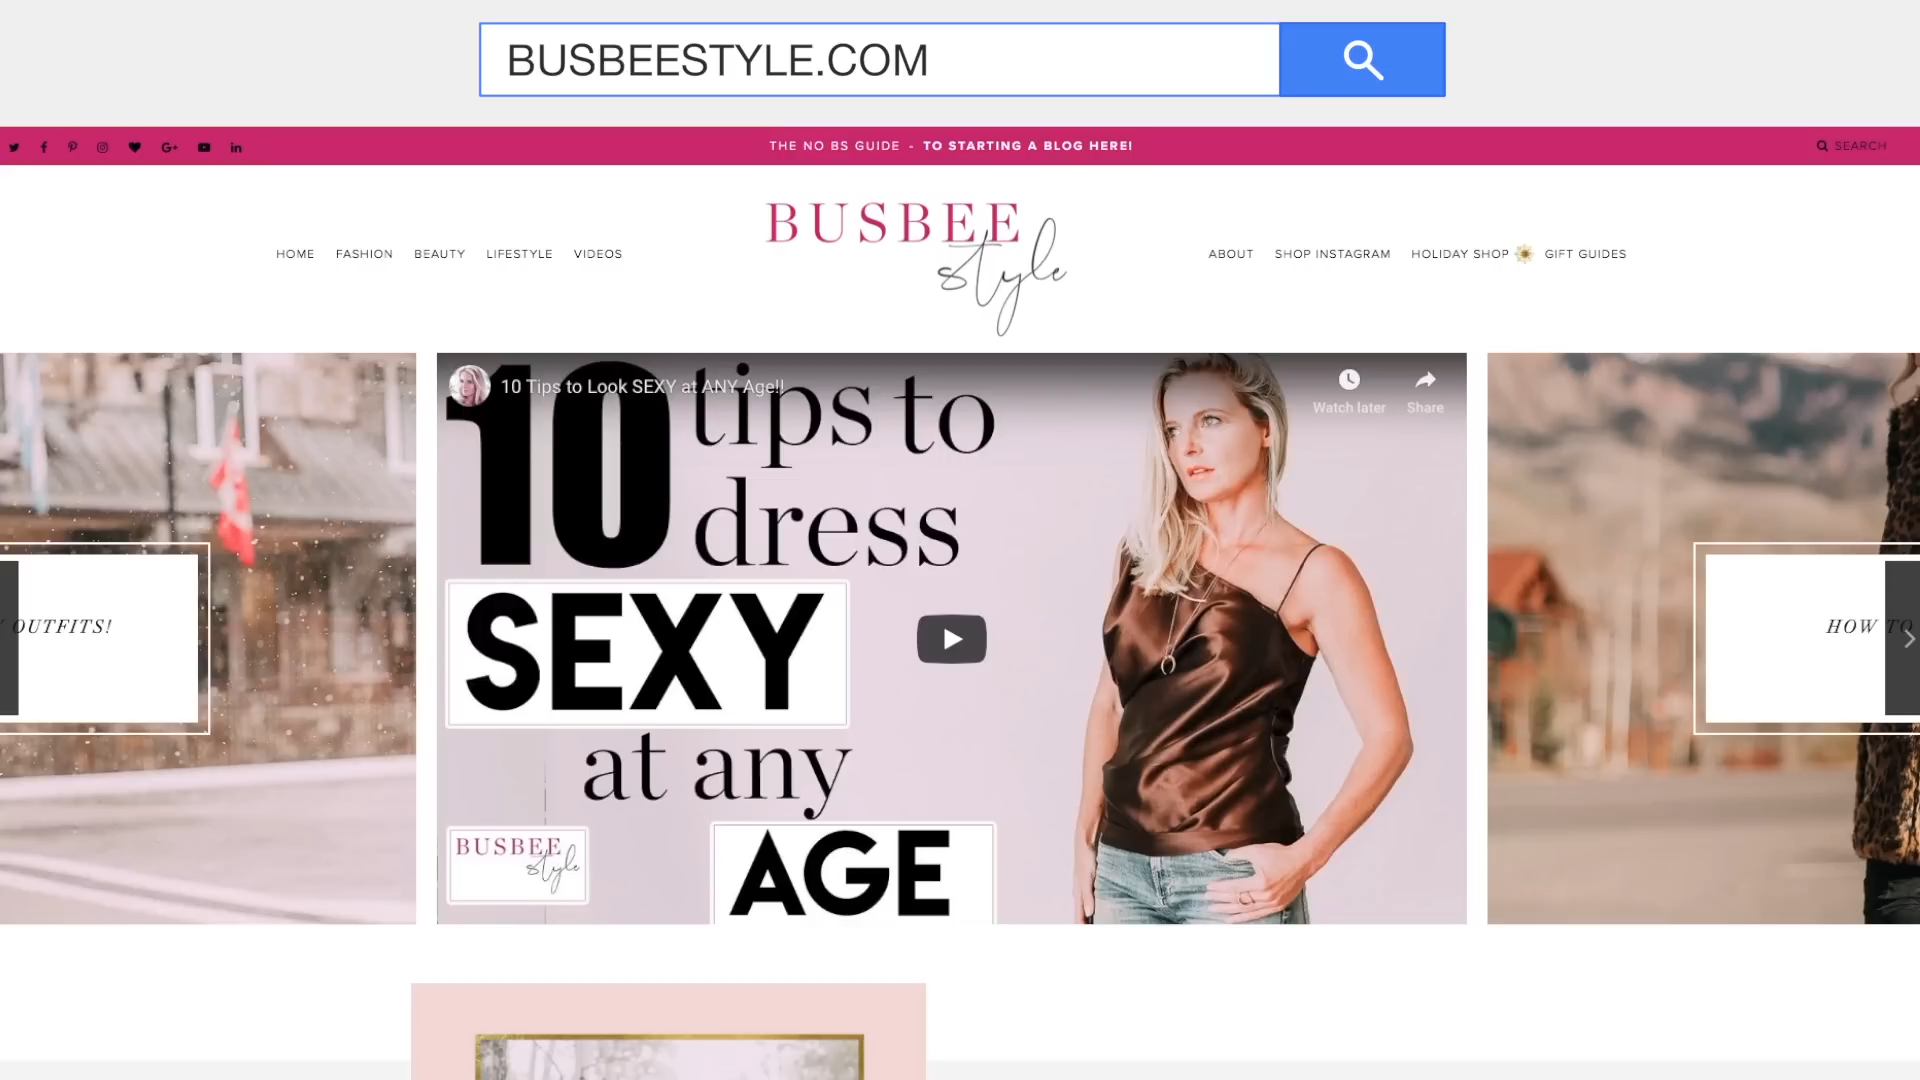 BUSBEESTYLE.COM
THE NO BS GUIDE - TO STARTING A BLOG HERE!
SEARCH
BUSBEE
style
HOME FASHION BEAUTY LIFESTYLE VIDEOS
ABOUT SHOP INSTAGRAM HOLIDAY SHOP GIFT GUIDES
10 Tips to Look SEXY at ANY Age!!
Watch later Share
10 tips to
dress
SEXY
at any
AGE
BUSBEE
style
OUTFITS!
HOW TO